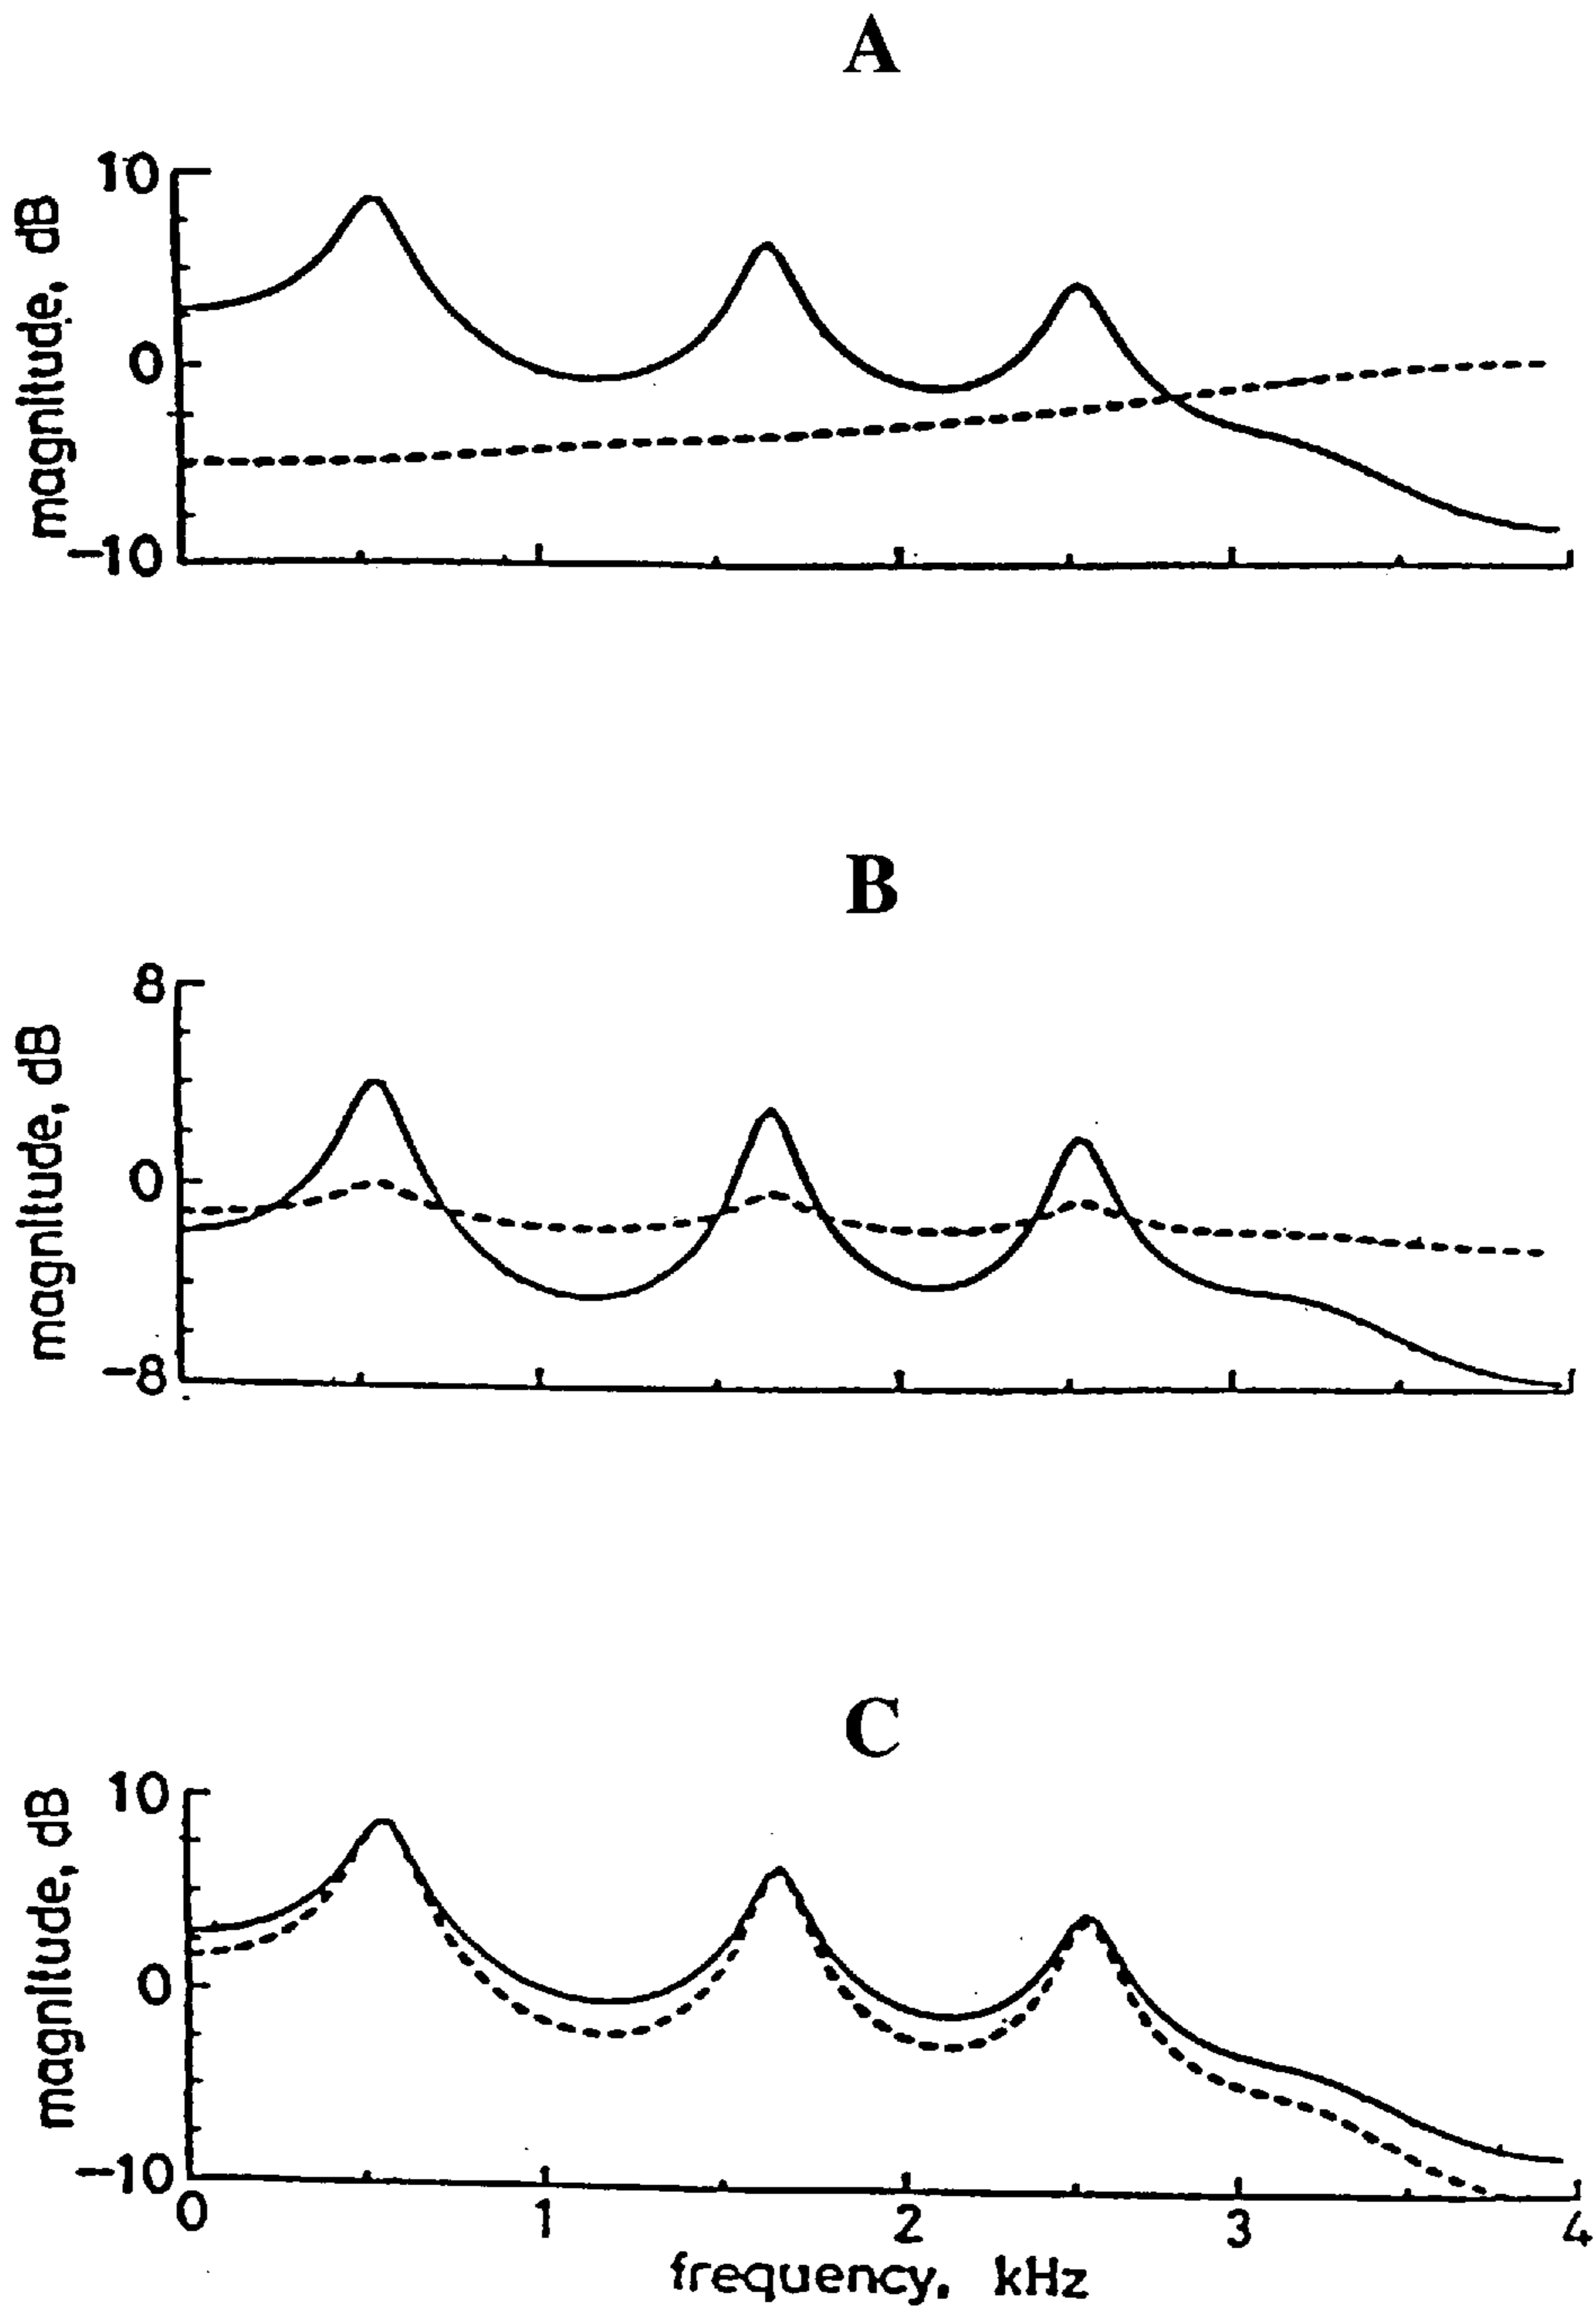 A
10
0
-10
magnitude, dB
B
8
0
-8
magnitude, dB
C
10
0
-10
magnitude, dB
0 1 2 3 4
frequency, kHz